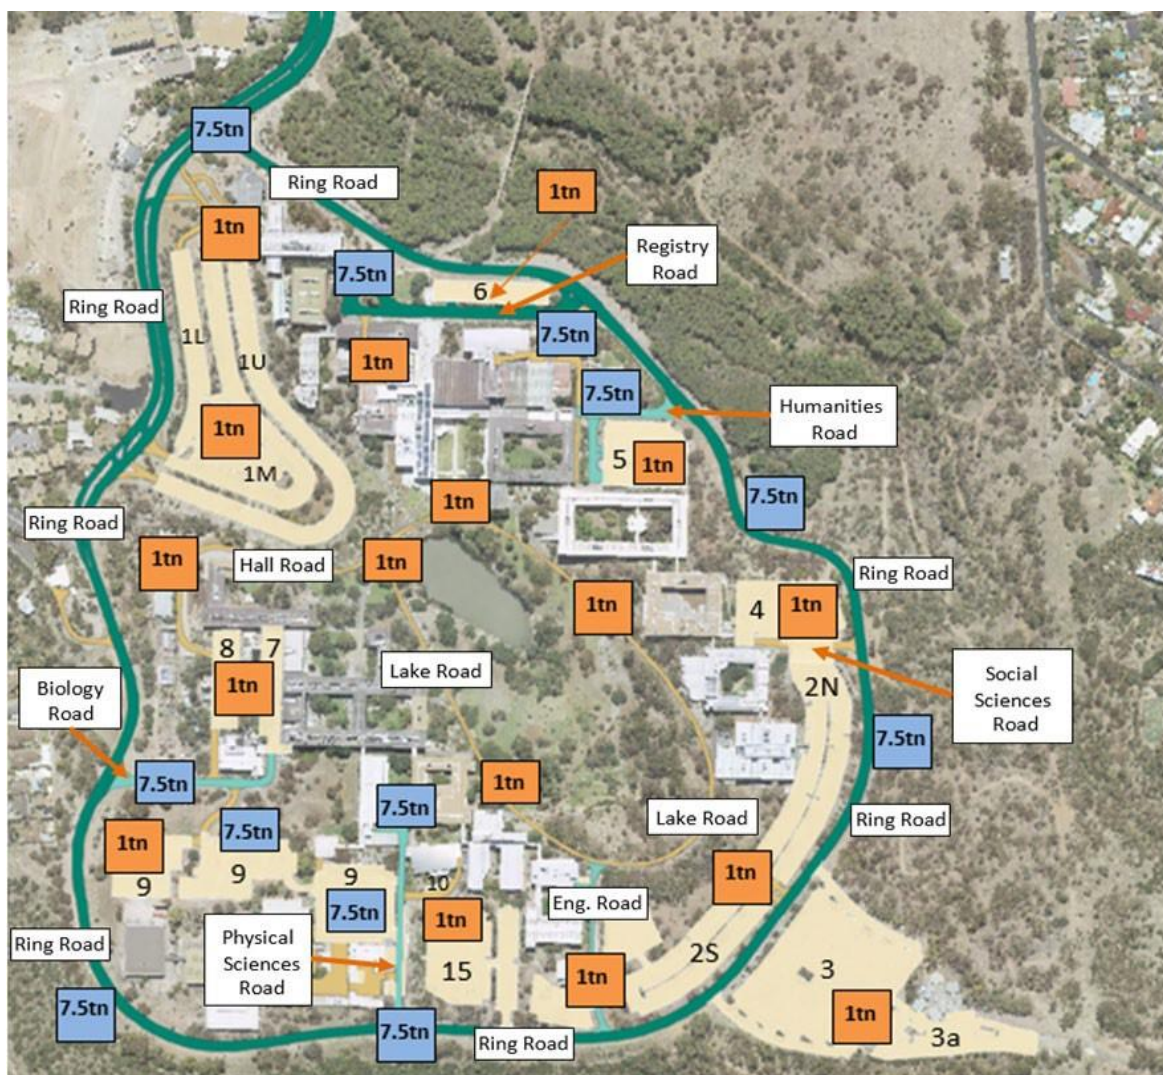 7.5tn
Ring Road
1tn
1tn
Registry
Road
7.5tn
6
Ring Road
7.5tn
1L
1U
1tn
7.5tn
Humanities
Road
1tn
5
1tn
1M
1tn
7.5tn
Ring Road
1tn
Hall Road
1tn
Ring Road
1tn
4
1tn
8
7
Lake Road
Biology
Road
1tn
2N
Social
Sciences
Road
7.5tn
7.5tn
1tn
7.5tn
Lake Road
Ring Road
7.5tn
1tn
9
9
9
10
1tn
Eng. Road
7.5tn
1tn
Ring Road
Physical
Sciences
Road
15
2S
3
1tn
7.5tn
7.5tn
Ring Road
1tn
3a